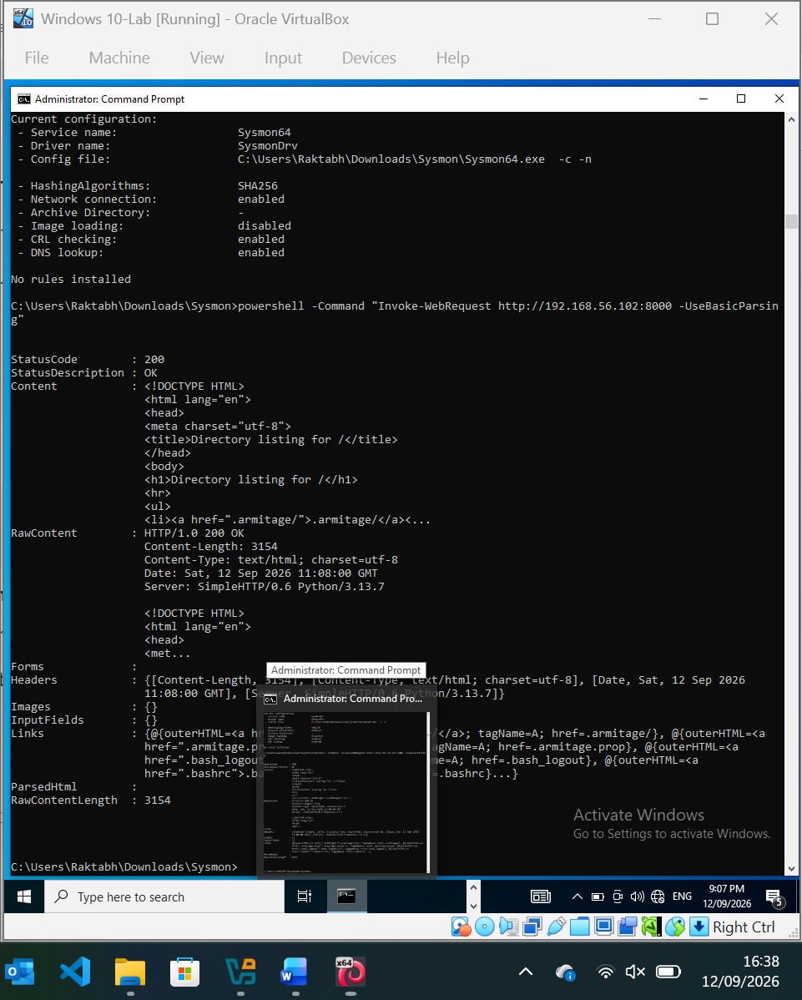 Windows 10-Lab [Running] - Oracle VirtualBox
File Machine View Input Devices Help
Administrator: Command Prompt
Current configuration:
 - Service name:                  Sysmon64
 - Driver name:                   SysmonDrv
 - Config file:                   C:\Users\Raktabh\Downloads\Sysmon\Sysmon64.exe  -c -n
 - HashingAlgorithms:             SHA256
 - Network connection:            enabled
 - Archive Directory:             -
 - Image loading:                 disabled
 - CRL checking:                  enabled
 - DNS lookup:                    enabled
No rules installed
C:\Users\Raktabh\Downloads\Sysmon>powershell -Command "Invoke-WebRequest http://192.168.56.102:8000 -UseBasicParsin
g"
StatusCode        : 200
StatusDescription : OK
Content           : <!DOCTYPE HTML>
                    <html lang="en">
                    <head>
                    <meta charset="utf-8">
                    <title>Directory listing for /</title>
                    </head>
                    <body>
                    <h1>Directory listing for /</h1>
                    <hr>
                    <ul>
                    <li><a href=".armitage/">.armitage/</a><...
RawContent        : HTTP/1.0 200 OK
                    Content-Length: 3154
                    Content-Type: text/html; charset=utf-8
                    Date: Sat, 12 Sep 2026 11:08:00 GMT
                    Server: SimpleHTTP/0.6 Python/3.13.7
                    <!DOCTYPE HTML>
                    <html lang="en">
                    <head>
                    <met...
Forms             :
Administrator: Command Prompt
Headers           : {[Content-Length, 3154], [Content-Type, text/html; charset=utf-8], [Date, Sat, 12 Sep 2026
                    11:08:00 GMT], [Server, SimpleHTTP/0.6 Python/3.13.7]}
Administrator: Command Pro...
Images            : {}
InputFields       : {}
Links             : {@{outerHTML=<a hr /</a>; tagName=A; href=.armitage/}, @{outerHTML=<a
                    href=".armitage.prop tagName=A; href=.armitage.prop}, @{outerHTML=<a
                    href=".bash_logout ame=A; href=.bash_logout}, @{outerHTML=<a
                    href=".bashrc">.ba f=.bashrc}...}
ParsedHtml        :
RawContentLength  : 3154
Activate Windows
Go to Settings to activate Windows.
C:\Users\Raktabh\Downloads\Sysmon>
Type here to search
ENG
9:07 PM
12/09/2026
5
Right Ctrl
x64
16:38
12/09/2026